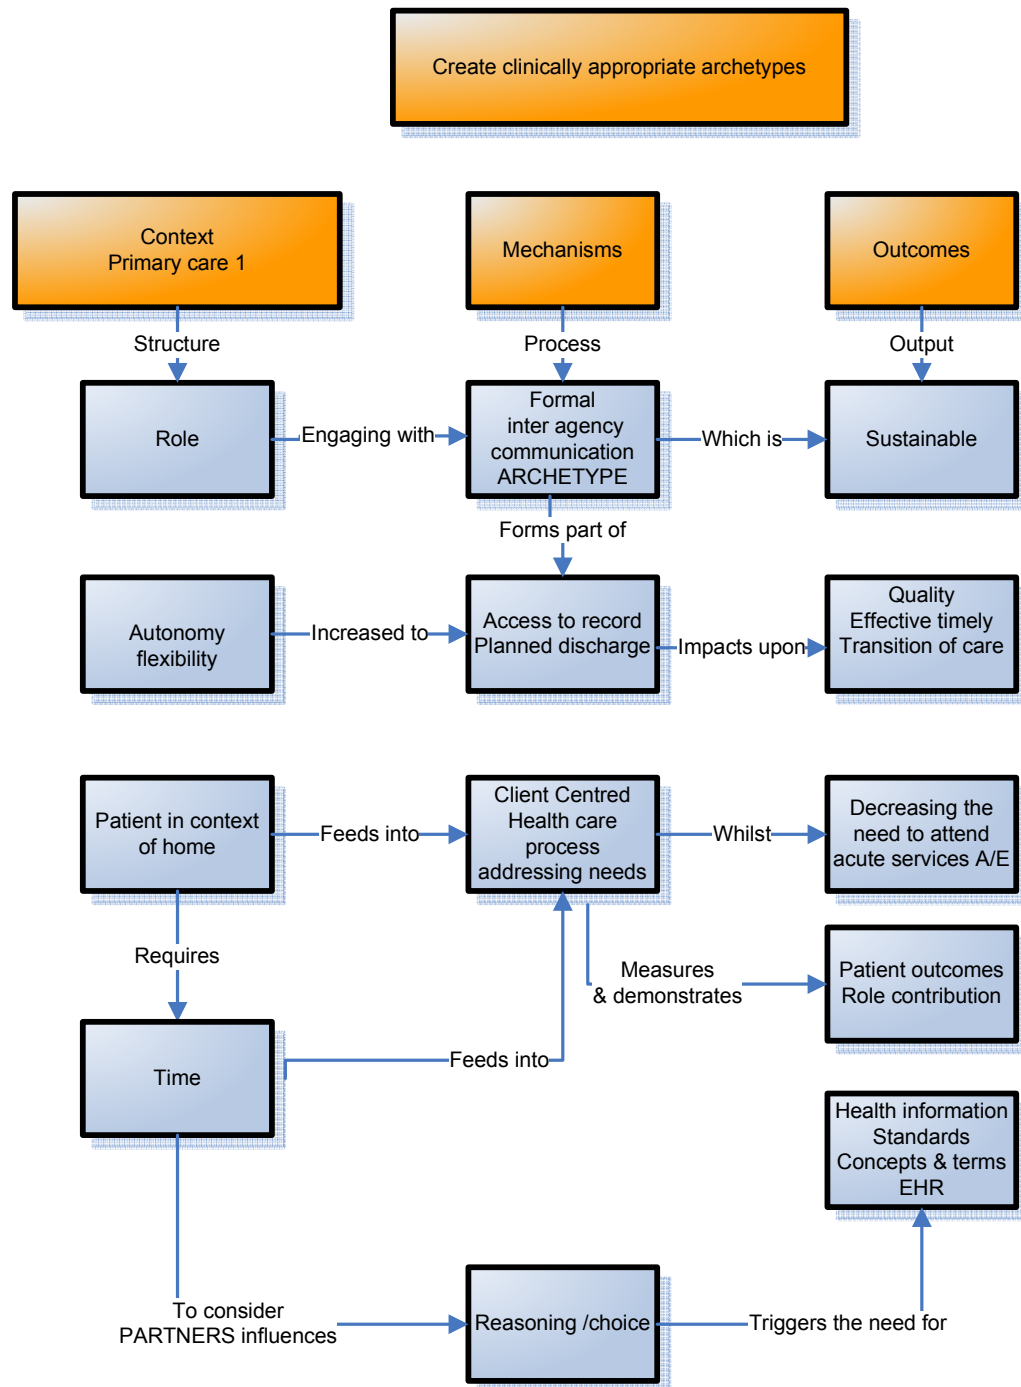 Create clinically appropriate archetypes
Context
Primary care 1
Mechanisms
Outcomes
Structure
Process
Output
Role
Engaging with
Formal
inter agency
communication
ARCHETYPE
Which is
Sustainable
Forms part of
Autonomy
flexibility
Increased to
Access to record
Planned discharge
Impacts upon
Quality
Effective timely
Transition of care
Patient in context
of home
Feeds into
Client Centred
Health care
process
addressing needs
Whilst
Decreasing the
need to attend
acute services A/E
Requires
Measures
& demonstrates
Patient outcomes
Role contribution
Time
Feeds into
Health information
Standards
Concepts & terms
EHR
To consider
PARTNERS influences
Reasoning /choice
Triggers the need for